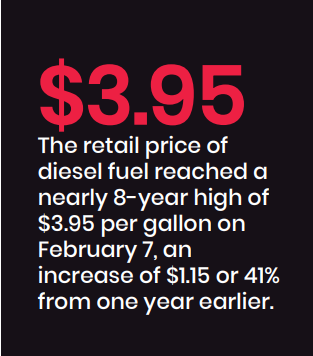 $3.95
The retail price of
diesel fuel reached a
nearly 8-year high of
$3.95 per gallon on
February 7, an
increase of $1.15 or 41%
from one year earlier.